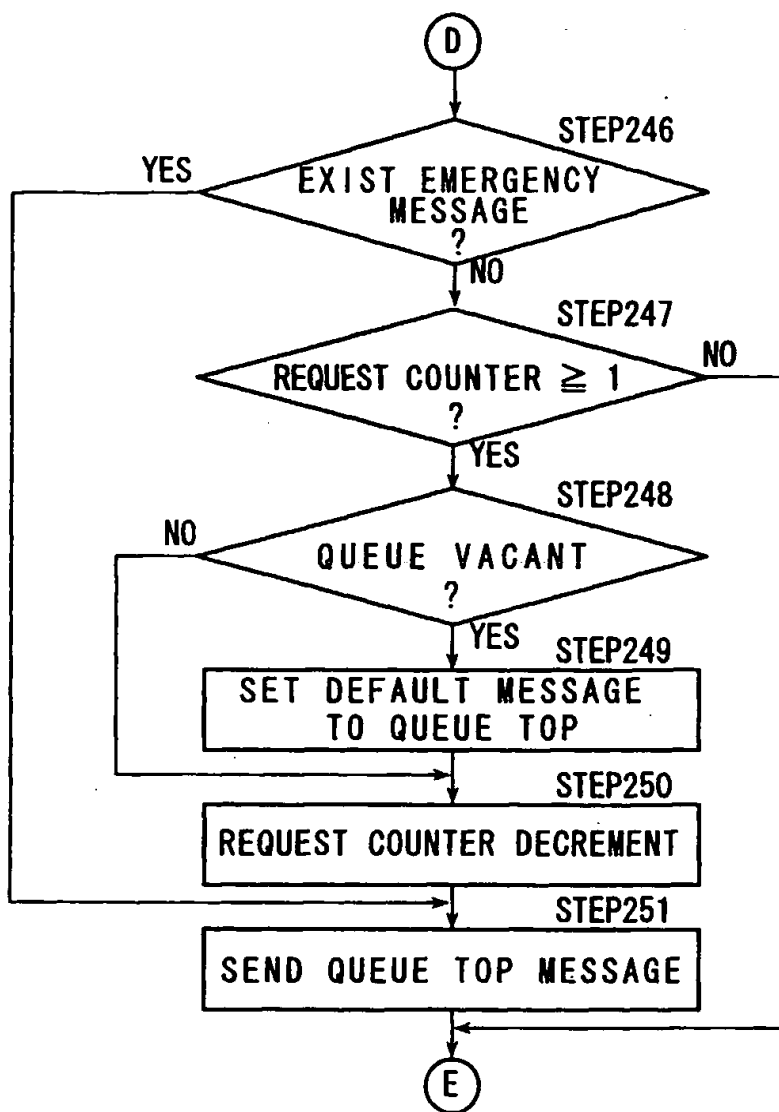 D
STEP246
YES
EXIST EMERGENCY
MESSAGE
?
NO
STEP247
NO
REQUEST COUNTER ≧ 1
?
YES
STEP248
NO
QUEUE VACANT
?
YES
STEP249
SET DEFAULT MESSAGE
TO QUEUE TOP
STEP250
REQUEST COUNTER DECREMENT
STEP251
SEND QUEUE TOP MESSAGE
E